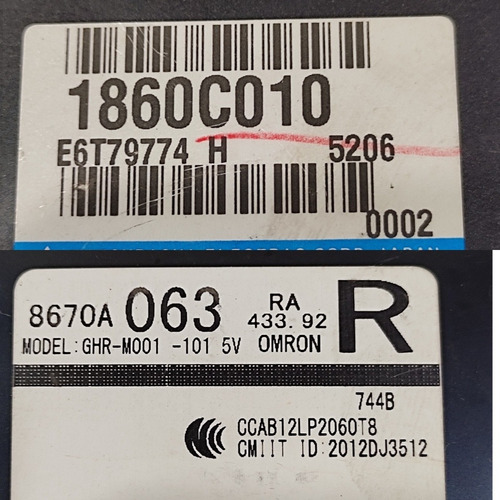 1860C010
E6T79774 H 5206
0002
8670A 063 RA 433.92 R
MODEL:GHR-M001 -101 5V OMRON
744B
CCAB12LP2060T8
CMIIT ID:2012DJ3512